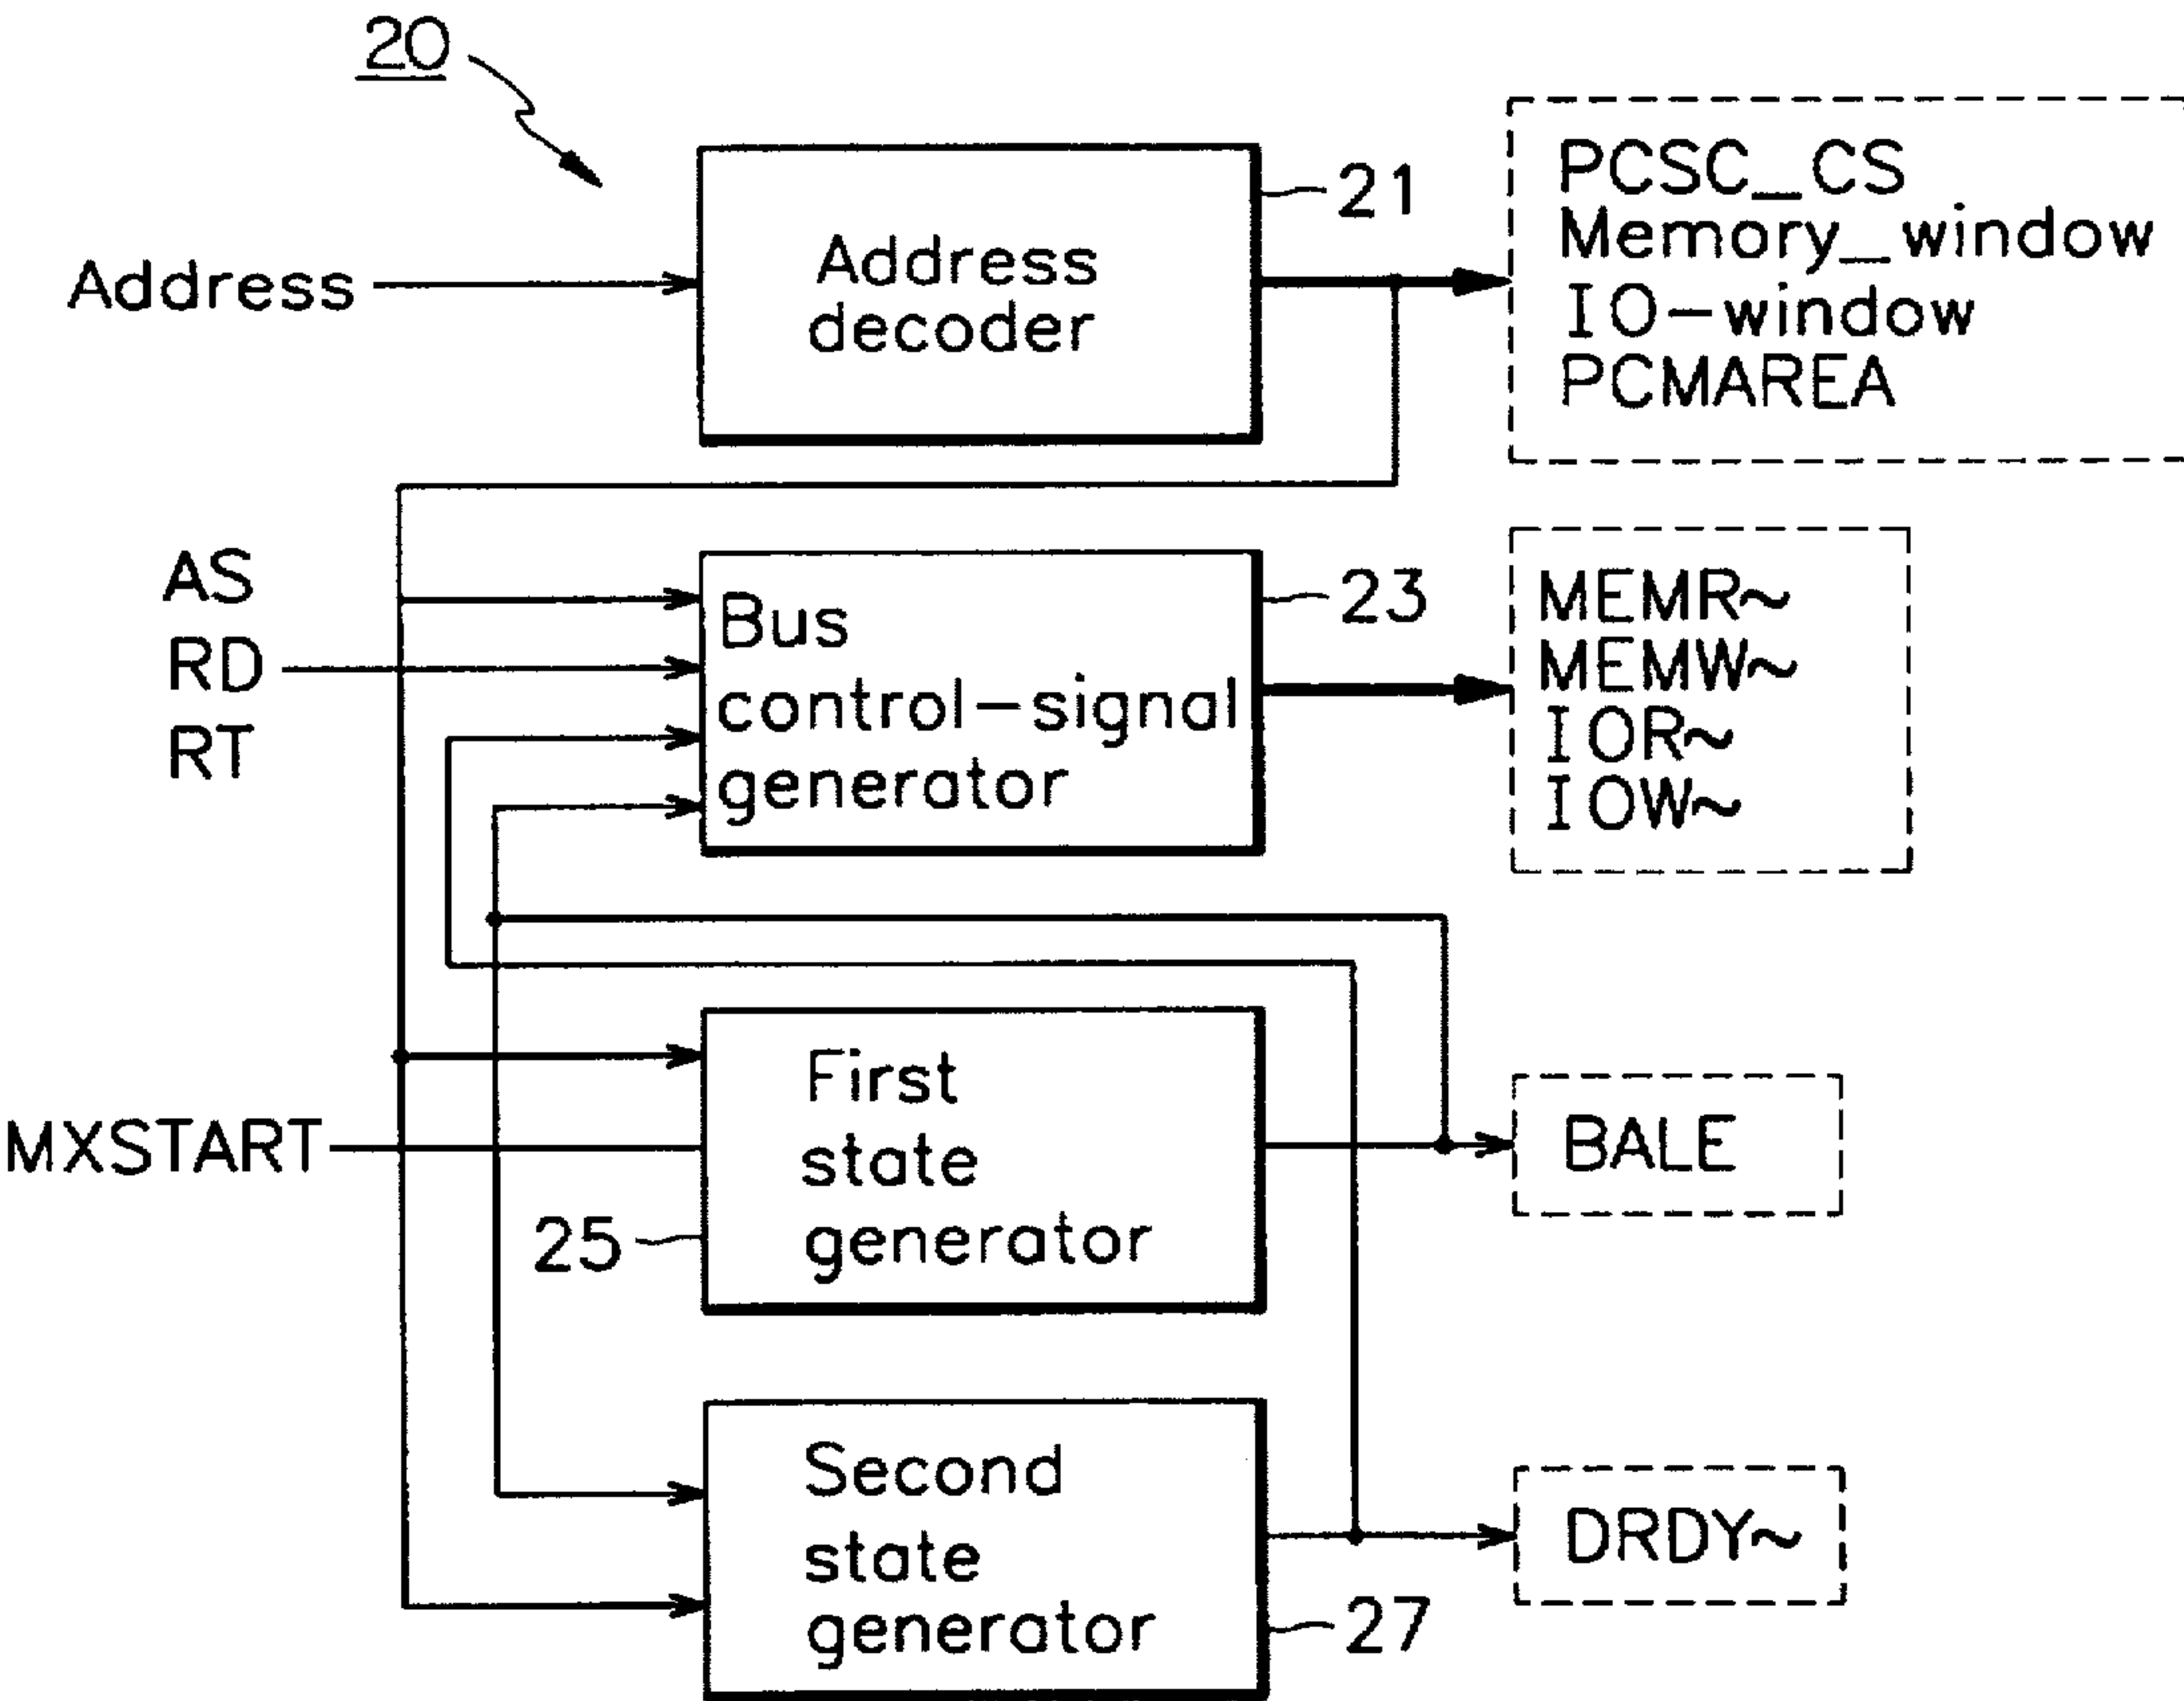 20
Address
Address
decoder
21
PCSC_CS
Memory_window
IO-window
PCMAREA
AS
RD
RT
Bus
control-signal
generator
23
MEMR~
MEMW~
IOR~
IOW~
MXSTART
First
state
generator
25
BALE
Second
state
generator
27
DRDY~